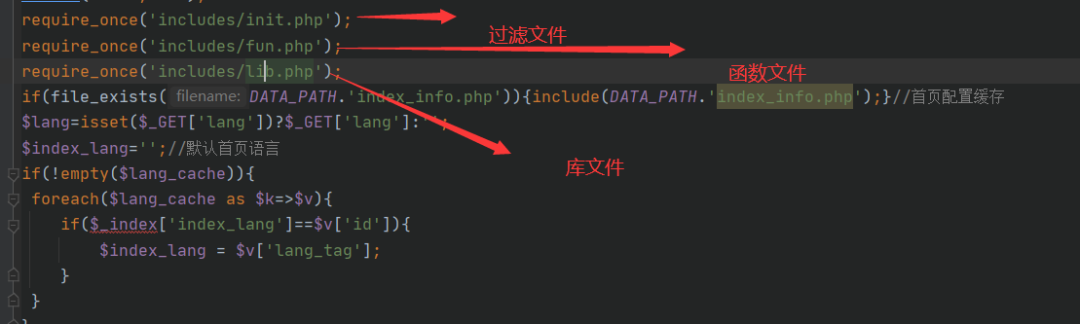 require_once('includes/init.php');
过滤文件
require_once('includes/fun.php');
require_once('includes/lib.php');
函数文件
if(file_exists( filename: DATA_PATH.'index_info.php')){include(DATA_PATH.'index_info.php');}//首页配置缓存
$lang=isset($_GET['lang'])?$_GET['lang']:'';
$index_lang='';//默认首页语言
库文件
if(!empty($lang_cache)){
foreach($lang_cache as $k=>$v){
if($_index['index_lang']==$v['id']){
$index_lang = $v['lang_tag'];
}
}